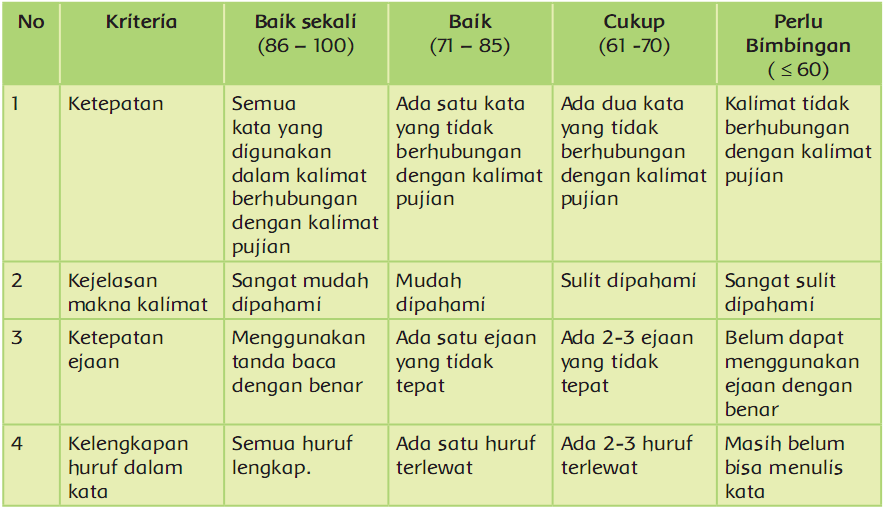 No
Kriteria
Baik sekali
(86 – 100)
Baik
(71 – 85)
Cukup
(61 -70)
Perlu
Bimbingan
( ≤ 60)
1
Ketepatan
Semua
kata yang
digunakan
dalam kalimat
berhubungan
dengan kalimat
pujian
Ada satu kata
yang tidak
berhubungan
dengan kalimat
pujian
Ada dua kata
yang tidak
berhubungan
dengan kalimat
pujian
Kalimat tidak
berhubungan
dengan kalimat
pujian
2
Kejelasan
makna kalimat
Sangat mudah
dipahami
Mudah
dipahami
Sulit dipahami
Sangat sulit
dipahami
3
Ketepatan
ejaan
Menggunakan
tanda baca
dengan benar
Ada satu ejaan
yang tidak
tepat
Ada 2-3 ejaan
yang tidak
tepat
Belum dapat
menggunakan
ejaan dengan
benar
4
Kelengkapan
huruf dalam
kata
Semua huruf
lengkap.
Ada satu huruf
terlewat
Ada 2-3 huruf
terlewat
Masih belum
bisa menulis
kata